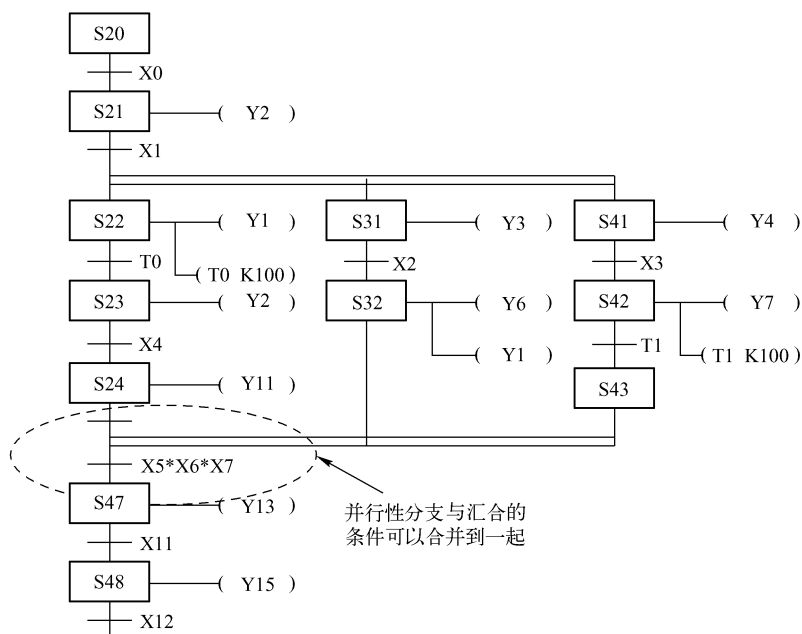 S20
X0
S21
( Y2 )
X1
S22
( Y1 )
S31
( Y3 )
S41
( Y4 )
T0
( T0 K100 )
X2
X3
S23
( Y2 )
S32
( Y6 )
S42
( Y7 )
X4
( Y1 )
T1
( T1 K100 )
S24
( Y11 )
S43
X5*X6*X7
S47
( Y13 )
并行性分支与汇合的
条件可以合并到一起
X11
S48
( Y15 )
X12